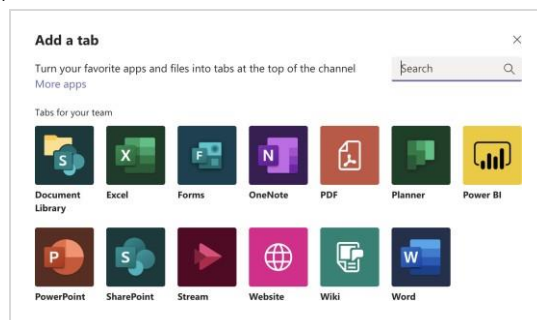 Add a tab
Turn your favorite apps and files into tabs at the top of the channel
More apps
Search
Tabs for your team
S
X
F
N
Document Library
Excel
Forms
OneNote
PDF
Planner
Power BI
P
S
W
PowerPoint
SharePoint
Stream
Website
Wiki
Word